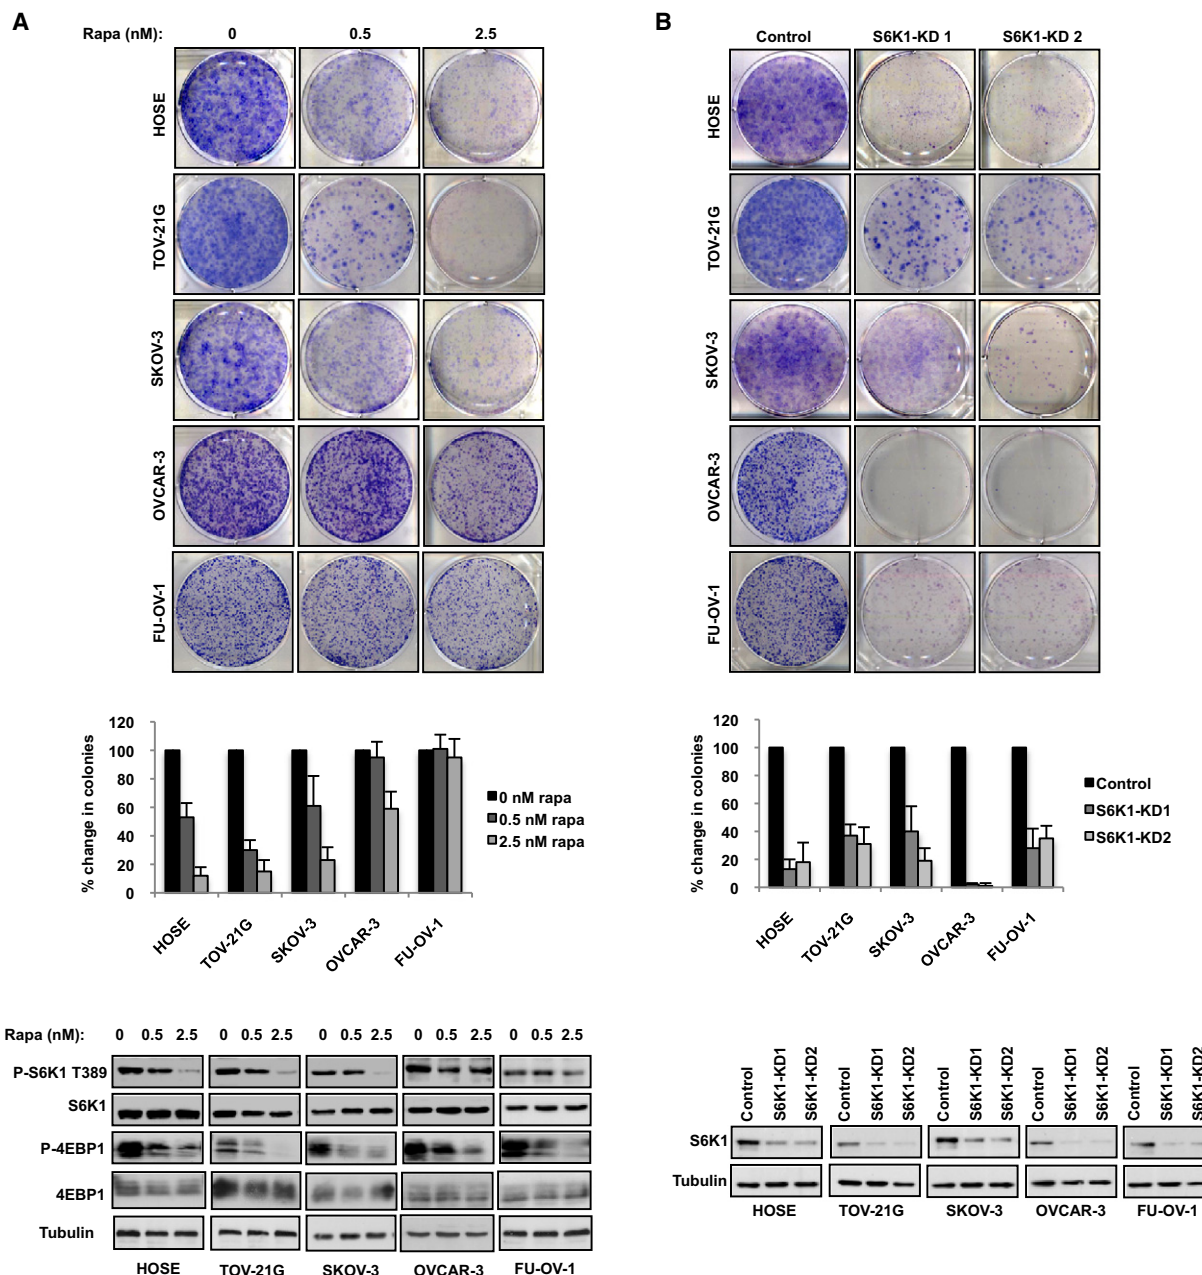 A
Rapa (nM): 0 0.5 2.5
HOSE
TOV-21G
SKOV-3
OVCAR-3
FU-OV-1
% change in colonies
120
100
80
60
40
20
0
HOSE
TOV-21G
SKOV-3
OVCAR-3
FU-OV-1
0 nM rapa
0.5 nM rapa
2.5 nM rapa
Rapa (nM): 0 0.5 2.5 0 0.5 2.5 0 0.5 2.5 0 0.5 2.5 0 0.5 2.5
P-S6K1 T389
S6K1
P-4EBP1
4EBP1
Tubulin
HOSE TOV-21G SKOV-3 OVCAR-3 FU-OV-1
B
Control S6K1-KD 1 S6K1-KD 2
HOSE
TOV-21G
SKOV-3
OVCAR-3
FU-OV-1
% change in colonies
120
100
80
60
40
20
0
HOSE
TOV-21G
SKOV-3
OVCAR-3
FU-OV-1
Control
S6K1-KD1
S6K1-KD2
Control S6K1-KD1 S6K1-KD2 Control S6K1-KD1 S6K1-KD2 Control S6K1-KD1 S6K1-KD2 Control S6K1-KD1 S6K1-KD2 Control S6K1-KD1 S6K1-KD2
S6K1
Tubulin
HOSE TOV-21G SKOV-3 OVCAR-3 FU-OV-1